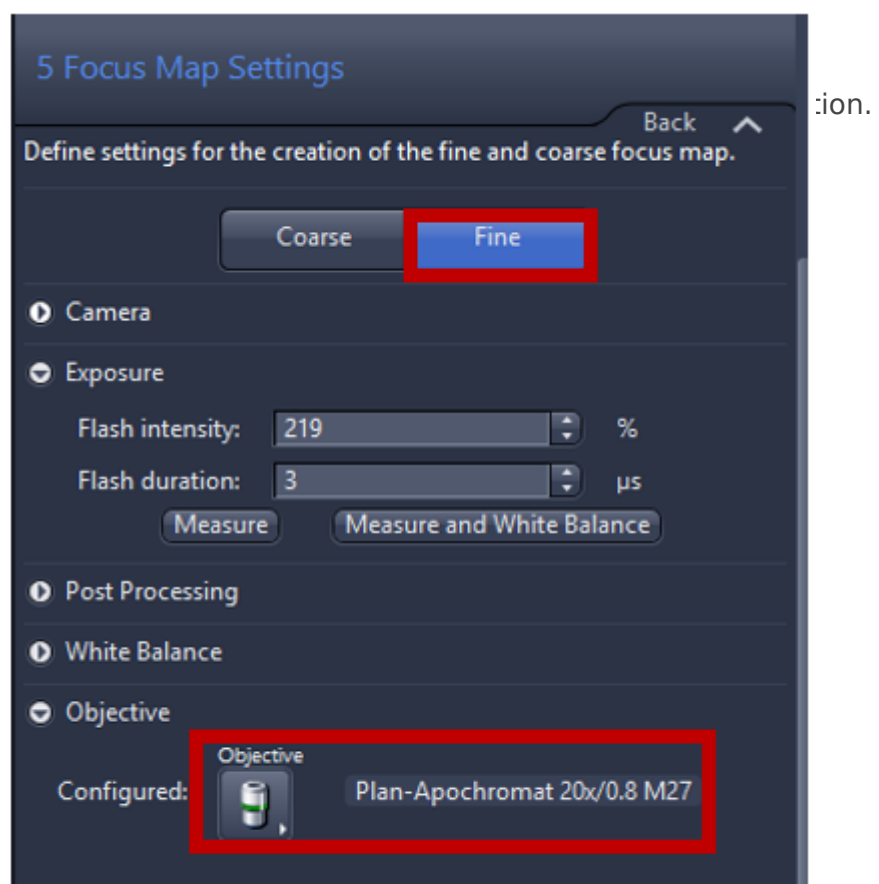 5 Focus Map Settings
tion.
Back
Define settings for the creation of the fine and coarse focus map.
Coarse Fine
Camera
Exposure
Flash intensity: 219 %
Flash duration: 3 µs
Measure Measure and White Balance
Post Processing
White Balance
Objective
Objective
Configured: Plan-Apochromat 20x/0.8 M27